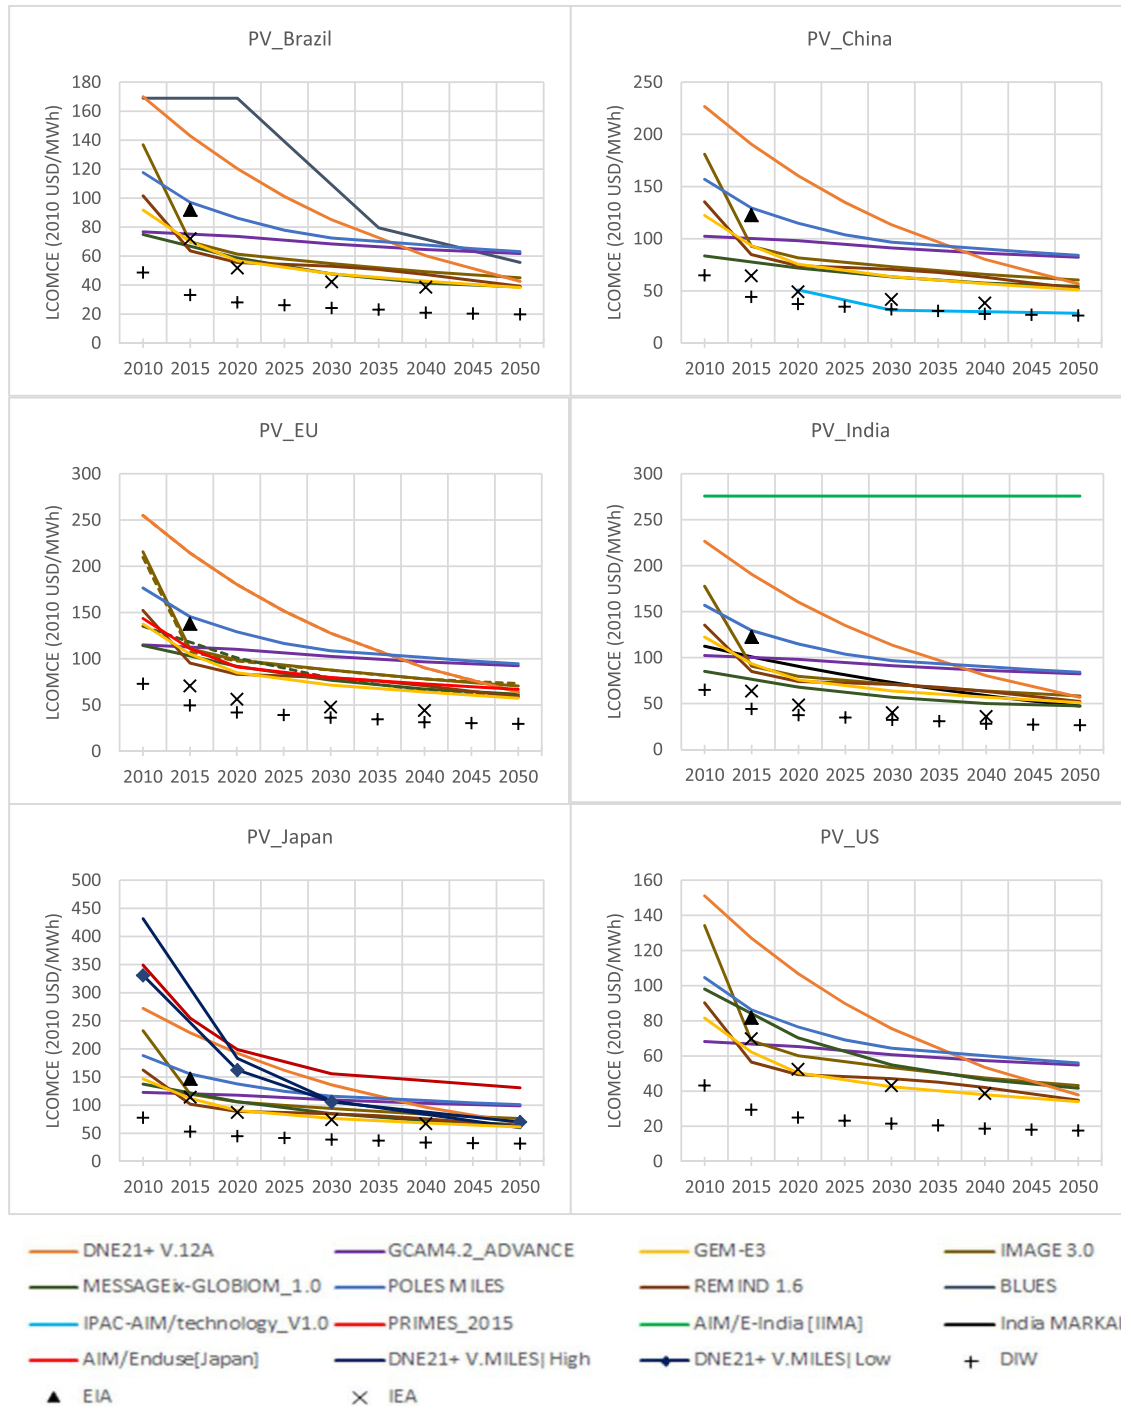 PV_Brazil
LCOMCE (2010 USD/MWh)
180
160
140
120
100
80
60
40
20
0
2010 2015 2020 2025 2030 2035 2040 2045 2050
PV_China
LCOMCE (2010 USD/MWh)
250
200
150
100
50
0
2010 2015 2020 2025 2030 2035 2040 2045 2050
PV_EU
LCOMCE (2010 USD/MWh)
300
250
200
150
100
50
0
2010 2015 2020 2025 2030 2035 2040 2045 2050
PV_India
LCOMCE (2010 USD/MWh)
300
250
200
150
100
50
0
2010 2015 2020 2025 2030 2035 2040 2045 2050
PV_Japan
LCOMCE (2010 USD/MWh)
500
450
400
350
300
250
200
150
100
50
0
2010 2015 2020 2025 2030 2035 2040 2045 2050
PV_US
LCOMCE (2010 USD/MWh)
160
140
120
100
80
60
40
20
0
2010 2015 2020 2025 2030 2035 2040 2045 2050
DNE21+ V.12A GCAM4.2_ADVANCE GEM-E3 IMAGE 3.0
MESSAGEix-GLOBIOM_1.0 POLES MILES REMIND 1.6 BLUES
IPAC-AIM/technology_V1.0 PRIMES_2015 AIM/E-India [IIMA] India MARKAL
AIM/Enduse[Japan] DNE21+ V.MILES|High DNE21+ V.MILES|Low DIW
EIA IEA